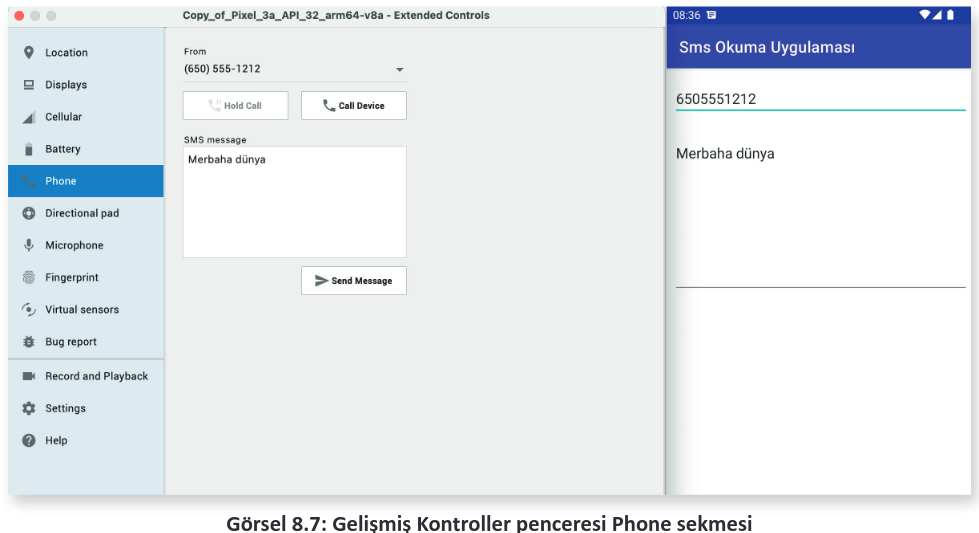 Copy_of_Pixel_3a_API_32_arm64-v8a - Extended Controls
Location
Displays
Cellular
Battery
Phone
Directional pad
Microphone
Fingerprint
Virtual sensors
Bug report
Record and Playback
Settings
Help
From
(650) 555-1212
Hold Call
Call Device
SMS message
Merbaha dünya
Send Message
08:36
Sms Okuma Uygulaması
6505551212
Merbaha dünya
Görsel 8.7: Gelişmiş Kontroller penceresi Phone sekmesi